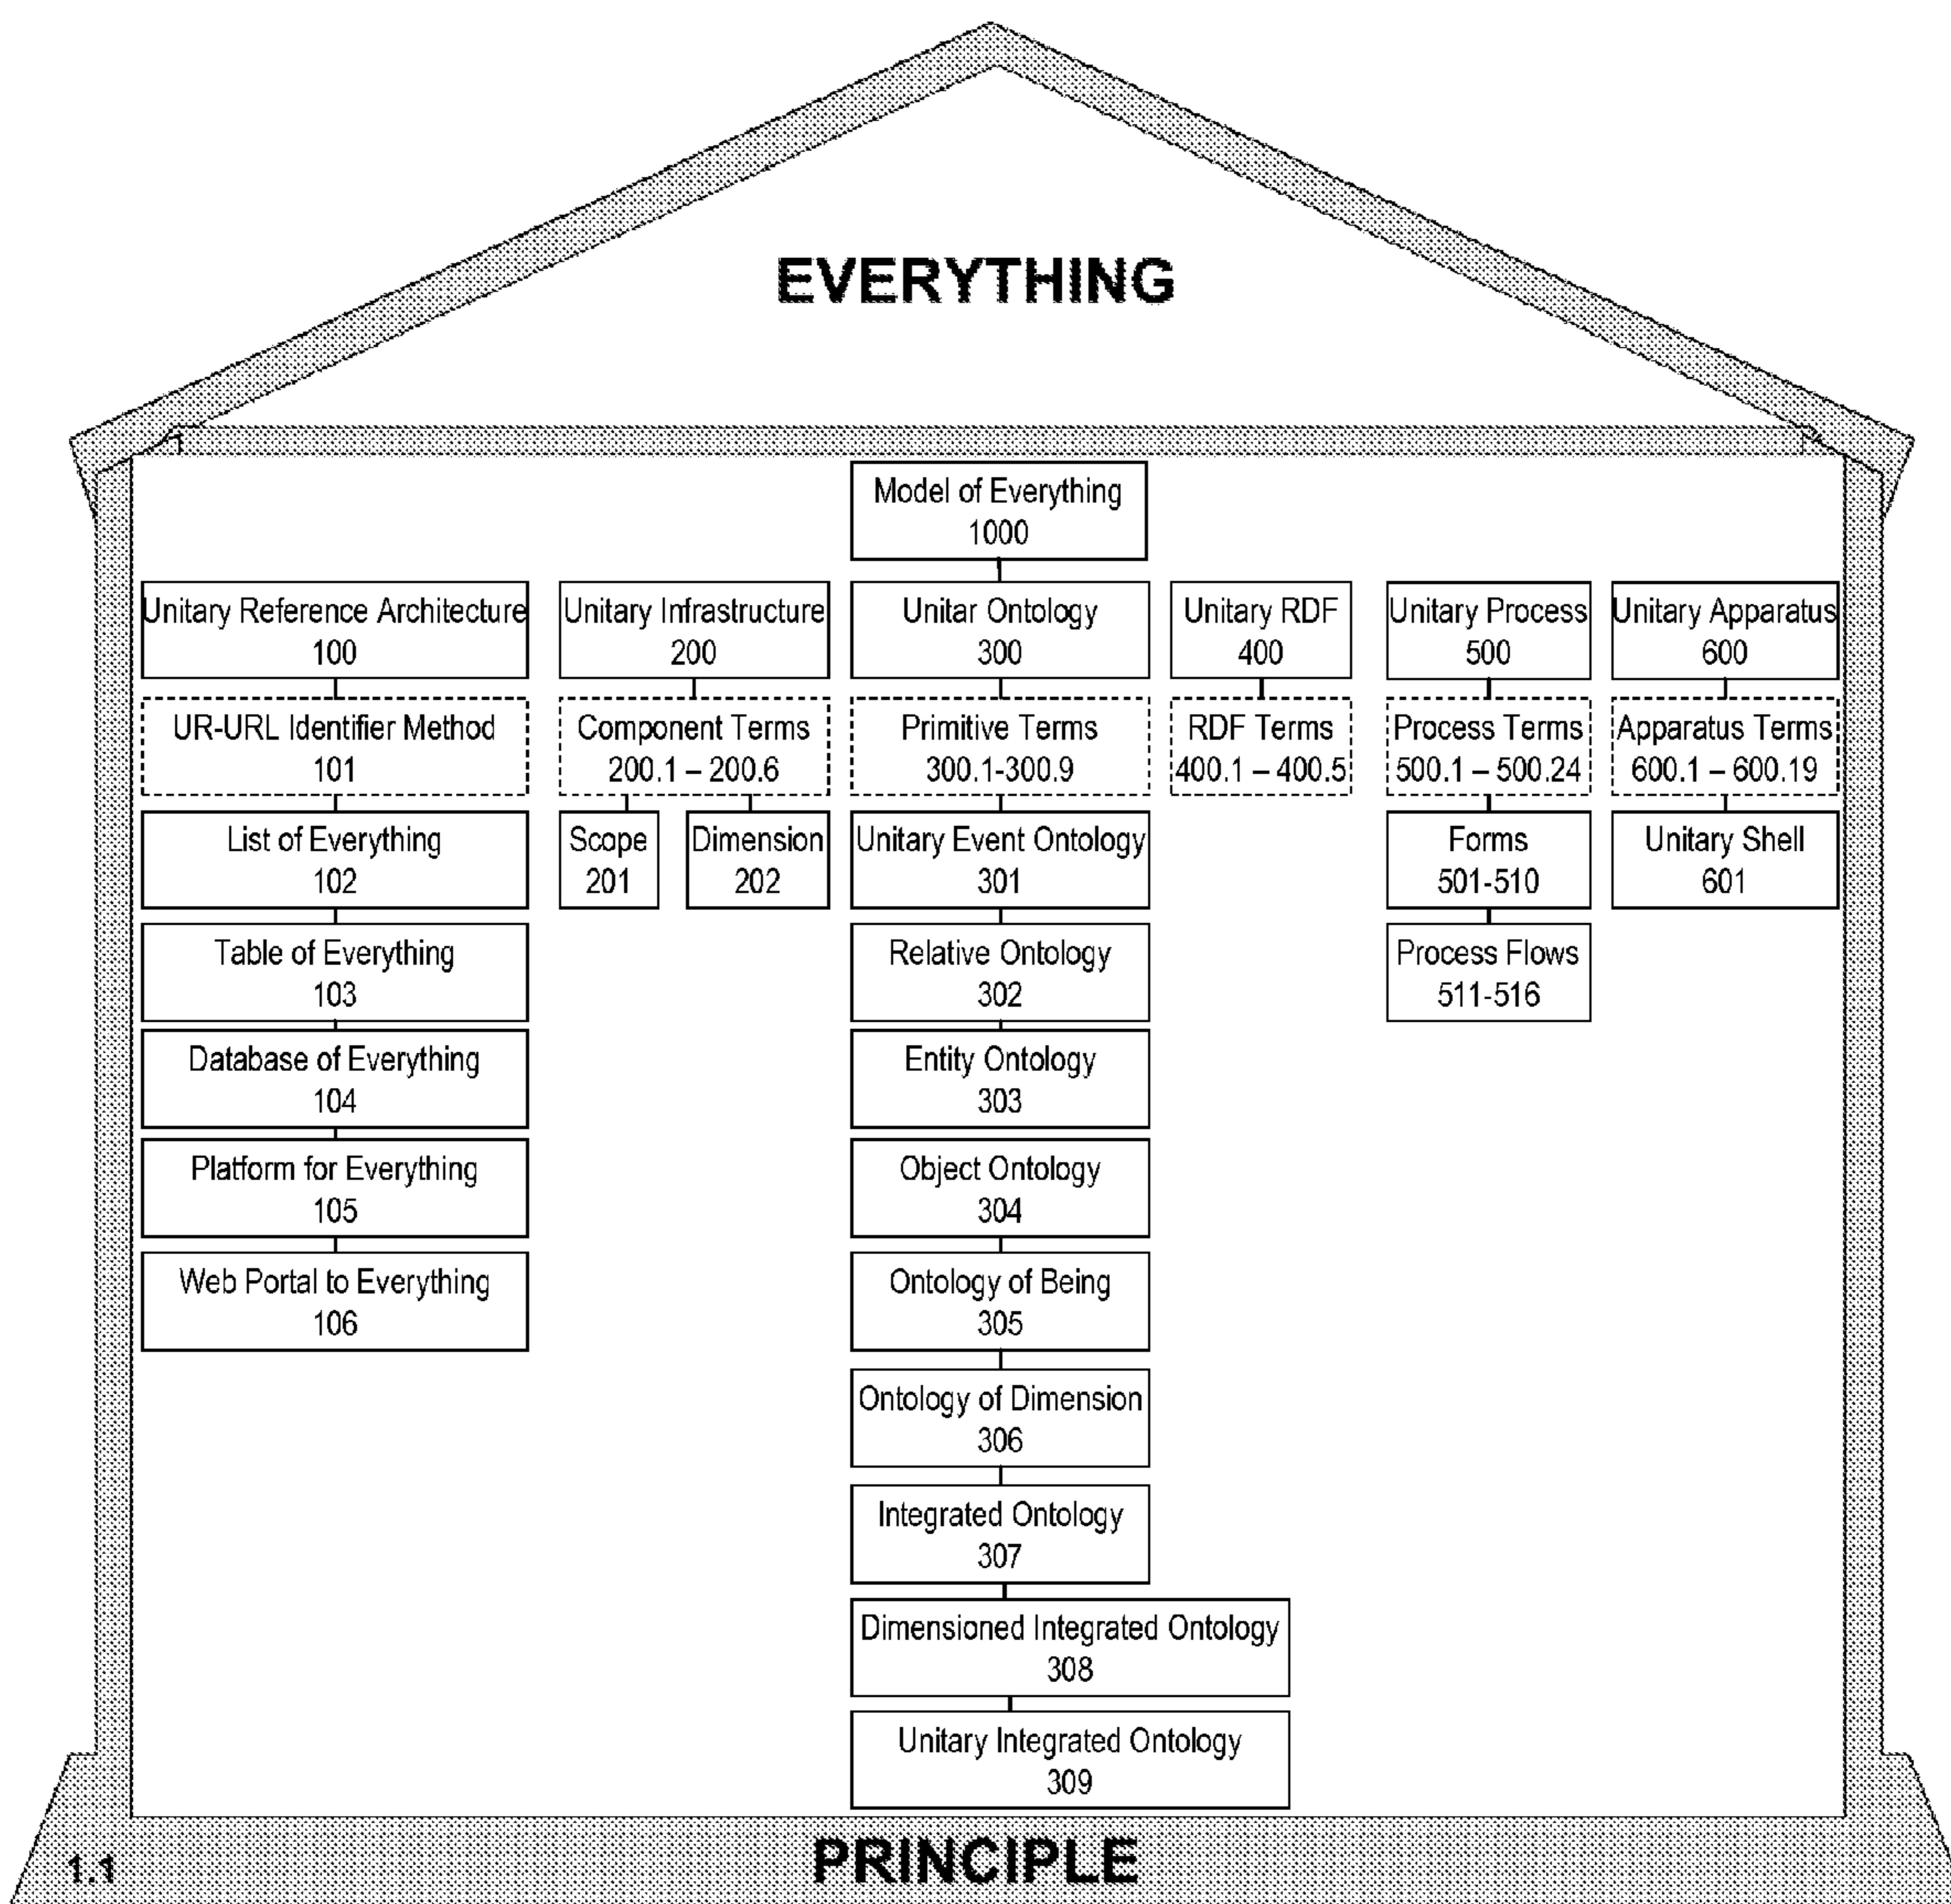 EVERYTHING
Model of Everything
1000
Unitary Reference Architecture
100
Unitary Infrastructure
200
Unitar Ontology
300
Unitary RDF
400
Unitary Process
500
Unitary Apparatus
600
UR-URL Identifier Method
101
Component Terms
200.1 – 200.6
Primitive Terms
300.1-300.9
RDF Terms
400.1 – 400.5
Process Terms
500.1 – 500.24
Apparatus Terms
600.1 – 600.19
List of Everything
102
Scope
201
Dimension
202
Unitary Event Ontology
301
Forms
501-510
Unitary Shell
601
Table of Everything
103
Relative Ontology
302
Process Flows
511-516
Database of Everything
104
Entity Ontology
303
Platform for Everything
105
Object Ontology
304
Web Portal to Everything
106
Ontology of Being
305
Ontology of Dimension
306
Integrated Ontology
307
Dimensioned Integrated Ontology
308
Unitary Integrated Ontology
309
1.1
PRINCIPLE